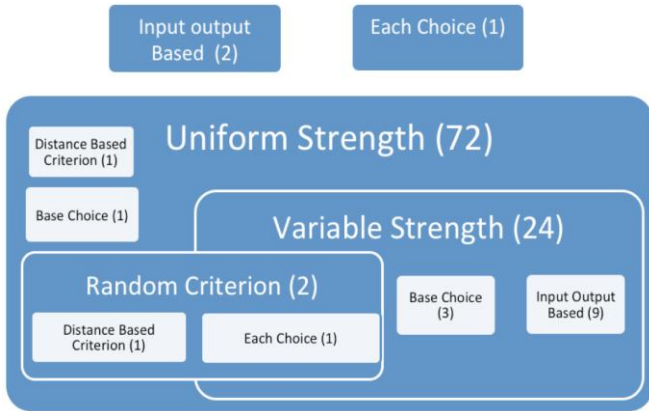 Input output
Based (2)
Each Choice (1)
Uniform Strength (72)
Distance Based
Criterion (1)
Base Choice (1)
Variable Strength (24)
Random Criterion (2)
Distance Based
Criterion (1)
Each Choice (1)
Base Choice
(3)
Input Output
Based (9)